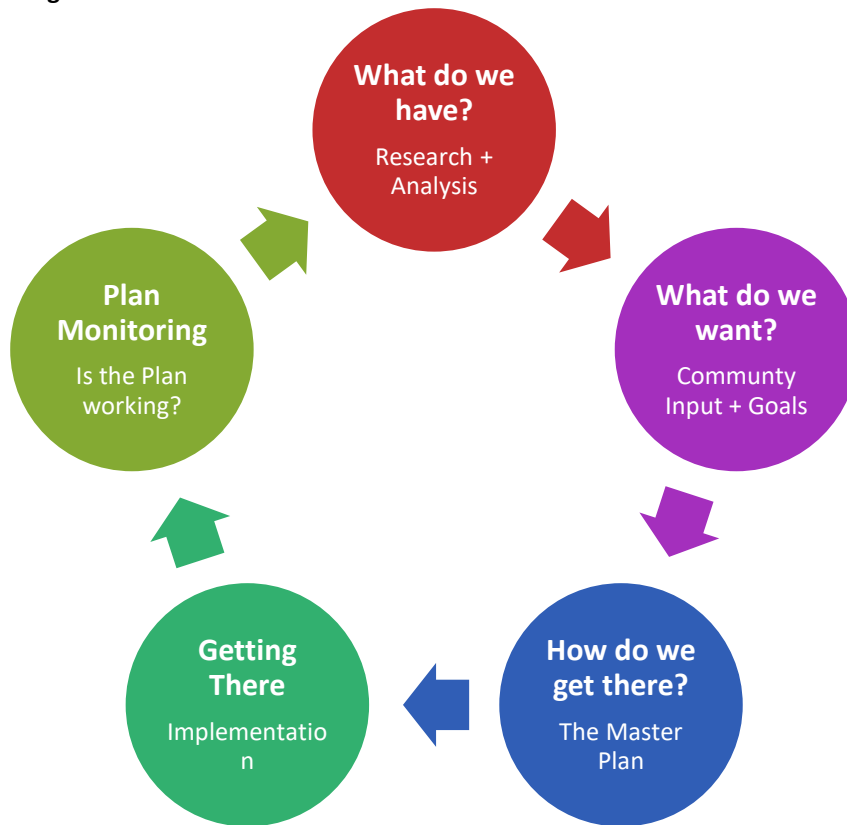 What do we
have?
Research +
Analysis
What do we
want?
Communty
Input + Goals
How do we
get there?
The Master
Plan
Getting
There
Implementatio
n
Plan
Monitoring
Is the Plan
working?